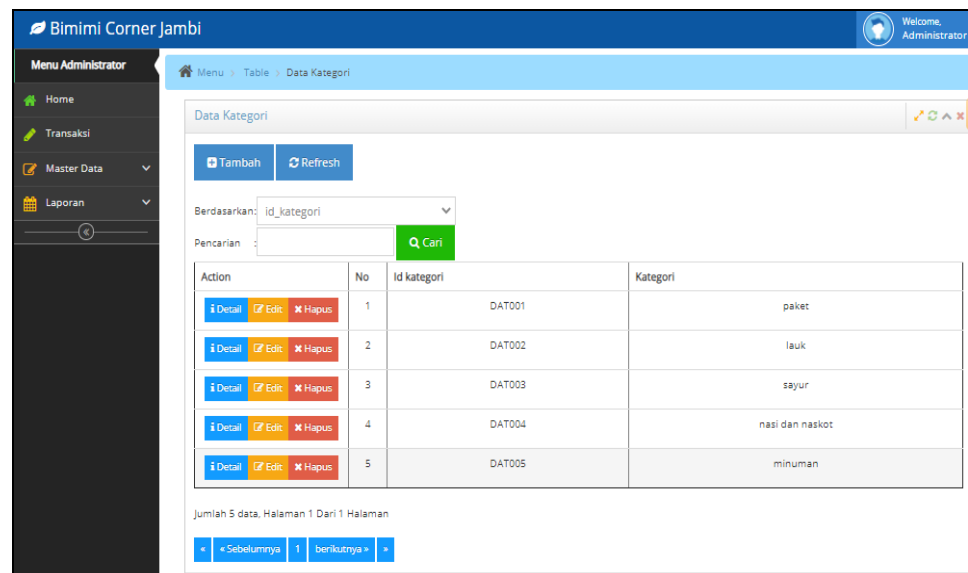 Bimimi Corner Jambi
Welcome,
Administrator
Menu Administrator
Home
Transaksi
Master Data
Laporan
Menu > Table > Data Kategori
Data Kategori
Tambah Refresh
Berdasarkan: id_kategori
Pencarian : Cari
Action No Id kategori Kategori
Detail Edit Hapus 1 DAT001 paket
Detail Edit Hapus 2 DAT002 lauk
Detail Edit Hapus 3 DAT003 sayur
Detail Edit Hapus 4 DAT004 nasi dan naskot
Detail Edit Hapus 5 DAT005 minuman
Jumlah 5 data, Halaman 1 Dari 1 Halaman
« « Sebelumnya 1 berikutnya » »